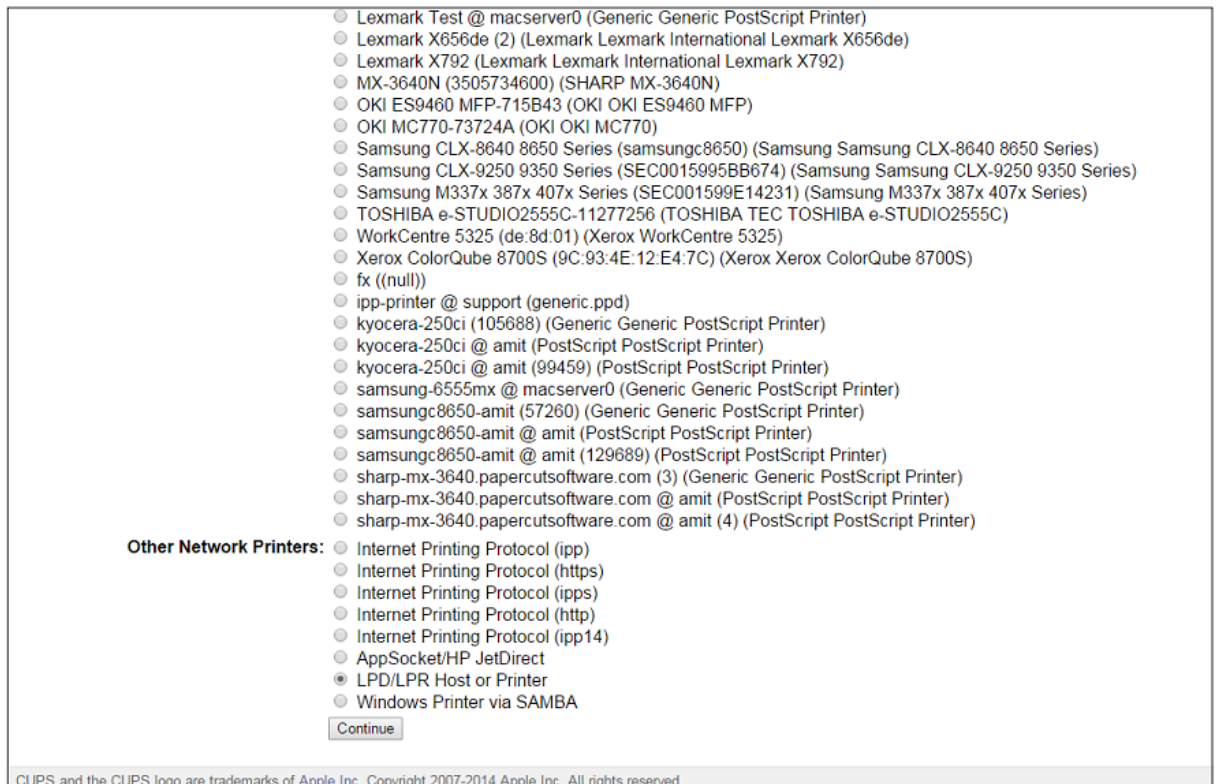 Lexmark Test @ macserver0 (Generic Generic PostScript Printer)
Lexmark X656de (2) (Lexmark Lexmark International Lexmark X656de)
Lexmark X792 (Lexmark Lexmark International Lexmark X792)
MX-3640N (3505734600) (SHARP MX-3640N)
OKI ES9460 MFP-715B43 (OKI OKI ES9460 MFP)
OKI MC770-73724A (OKI OKI MC770)
Samsung CLX-8640 8650 Series (samsungc8650) (Samsung Samsung CLX-8640 8650 Series)
Samsung CLX-9250 9350 Series (SEC0015995BB674) (Samsung Samsung CLX-9250 9350 Series)
Samsung M337x 387x 407x Series (SEC001599E14231) (Samsung M337x 387x 407x Series)
TOSHIBA e-STUDIO2555C-11277256 (TOSHIBA TEC TOSHIBA e-STUDIO2555C)
WorkCentre 5325 (de:8d:01) (Xerox WorkCentre 5325)
Xerox ColorQube 8700S (9C:93:4E:12:E4:7C) (Xerox Xerox ColorQube 8700S)
fx ((null))
ipp-printer @ support (generic.ppd)
kyocera-250ci (105688) (Generic Generic PostScript Printer)
kyocera-250ci @ amit (PostScript PostScript Printer)
kyocera-250ci @ amit (99459) (PostScript PostScript Printer)
samsung-6555mx @ macserver0 (Generic Generic PostScript Printer)
samsungc8650-amit (57260) (Generic Generic PostScript Printer)
samsungc8650-amit @ amit (PostScript PostScript Printer)
samsungc8650-amit @ amit (129689) (PostScript PostScript Printer)
sharp-mx-3640.papercutsoftware.com (3) (Generic Generic PostScript Printer)
sharp-mx-3640.papercutsoftware.com @ amit (PostScript PostScript Printer)
sharp-mx-3640.papercutsoftware.com @ amit (4) (PostScript PostScript Printer)
Other Network Printers: Internet Printing Protocol (ipp)
Internet Printing Protocol (https)
Internet Printing Protocol (ipps)
Internet Printing Protocol (http)
Internet Printing Protocol (ipp14)
AppSocket/HP JetDirect
LPD/LPR Host or Printer
Windows Printer via SAMBA
Continue
CUPS and the CUPS logo are trademarks of Apple Inc. Copyright 2007-2014 Apple Inc. All rights reserved.